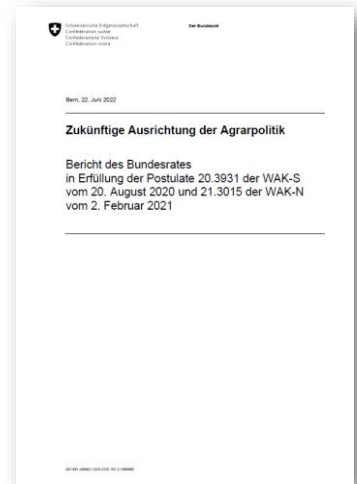 Schweizerische Eidgenossenschaft
Confédération suisse
Confederazione Svizzera
Confederaziun svizra
Der Bundesrat
Bern, 22. Juni 2022
Zukünftige Ausrichtung der Agrarpolitik
Bericht des Bundesrates
in Erfüllung der Postulate 20.3931 der WAK-S
vom 20. August 2020 und 21.3015 der WAK-N
vom 2. Februar 2021